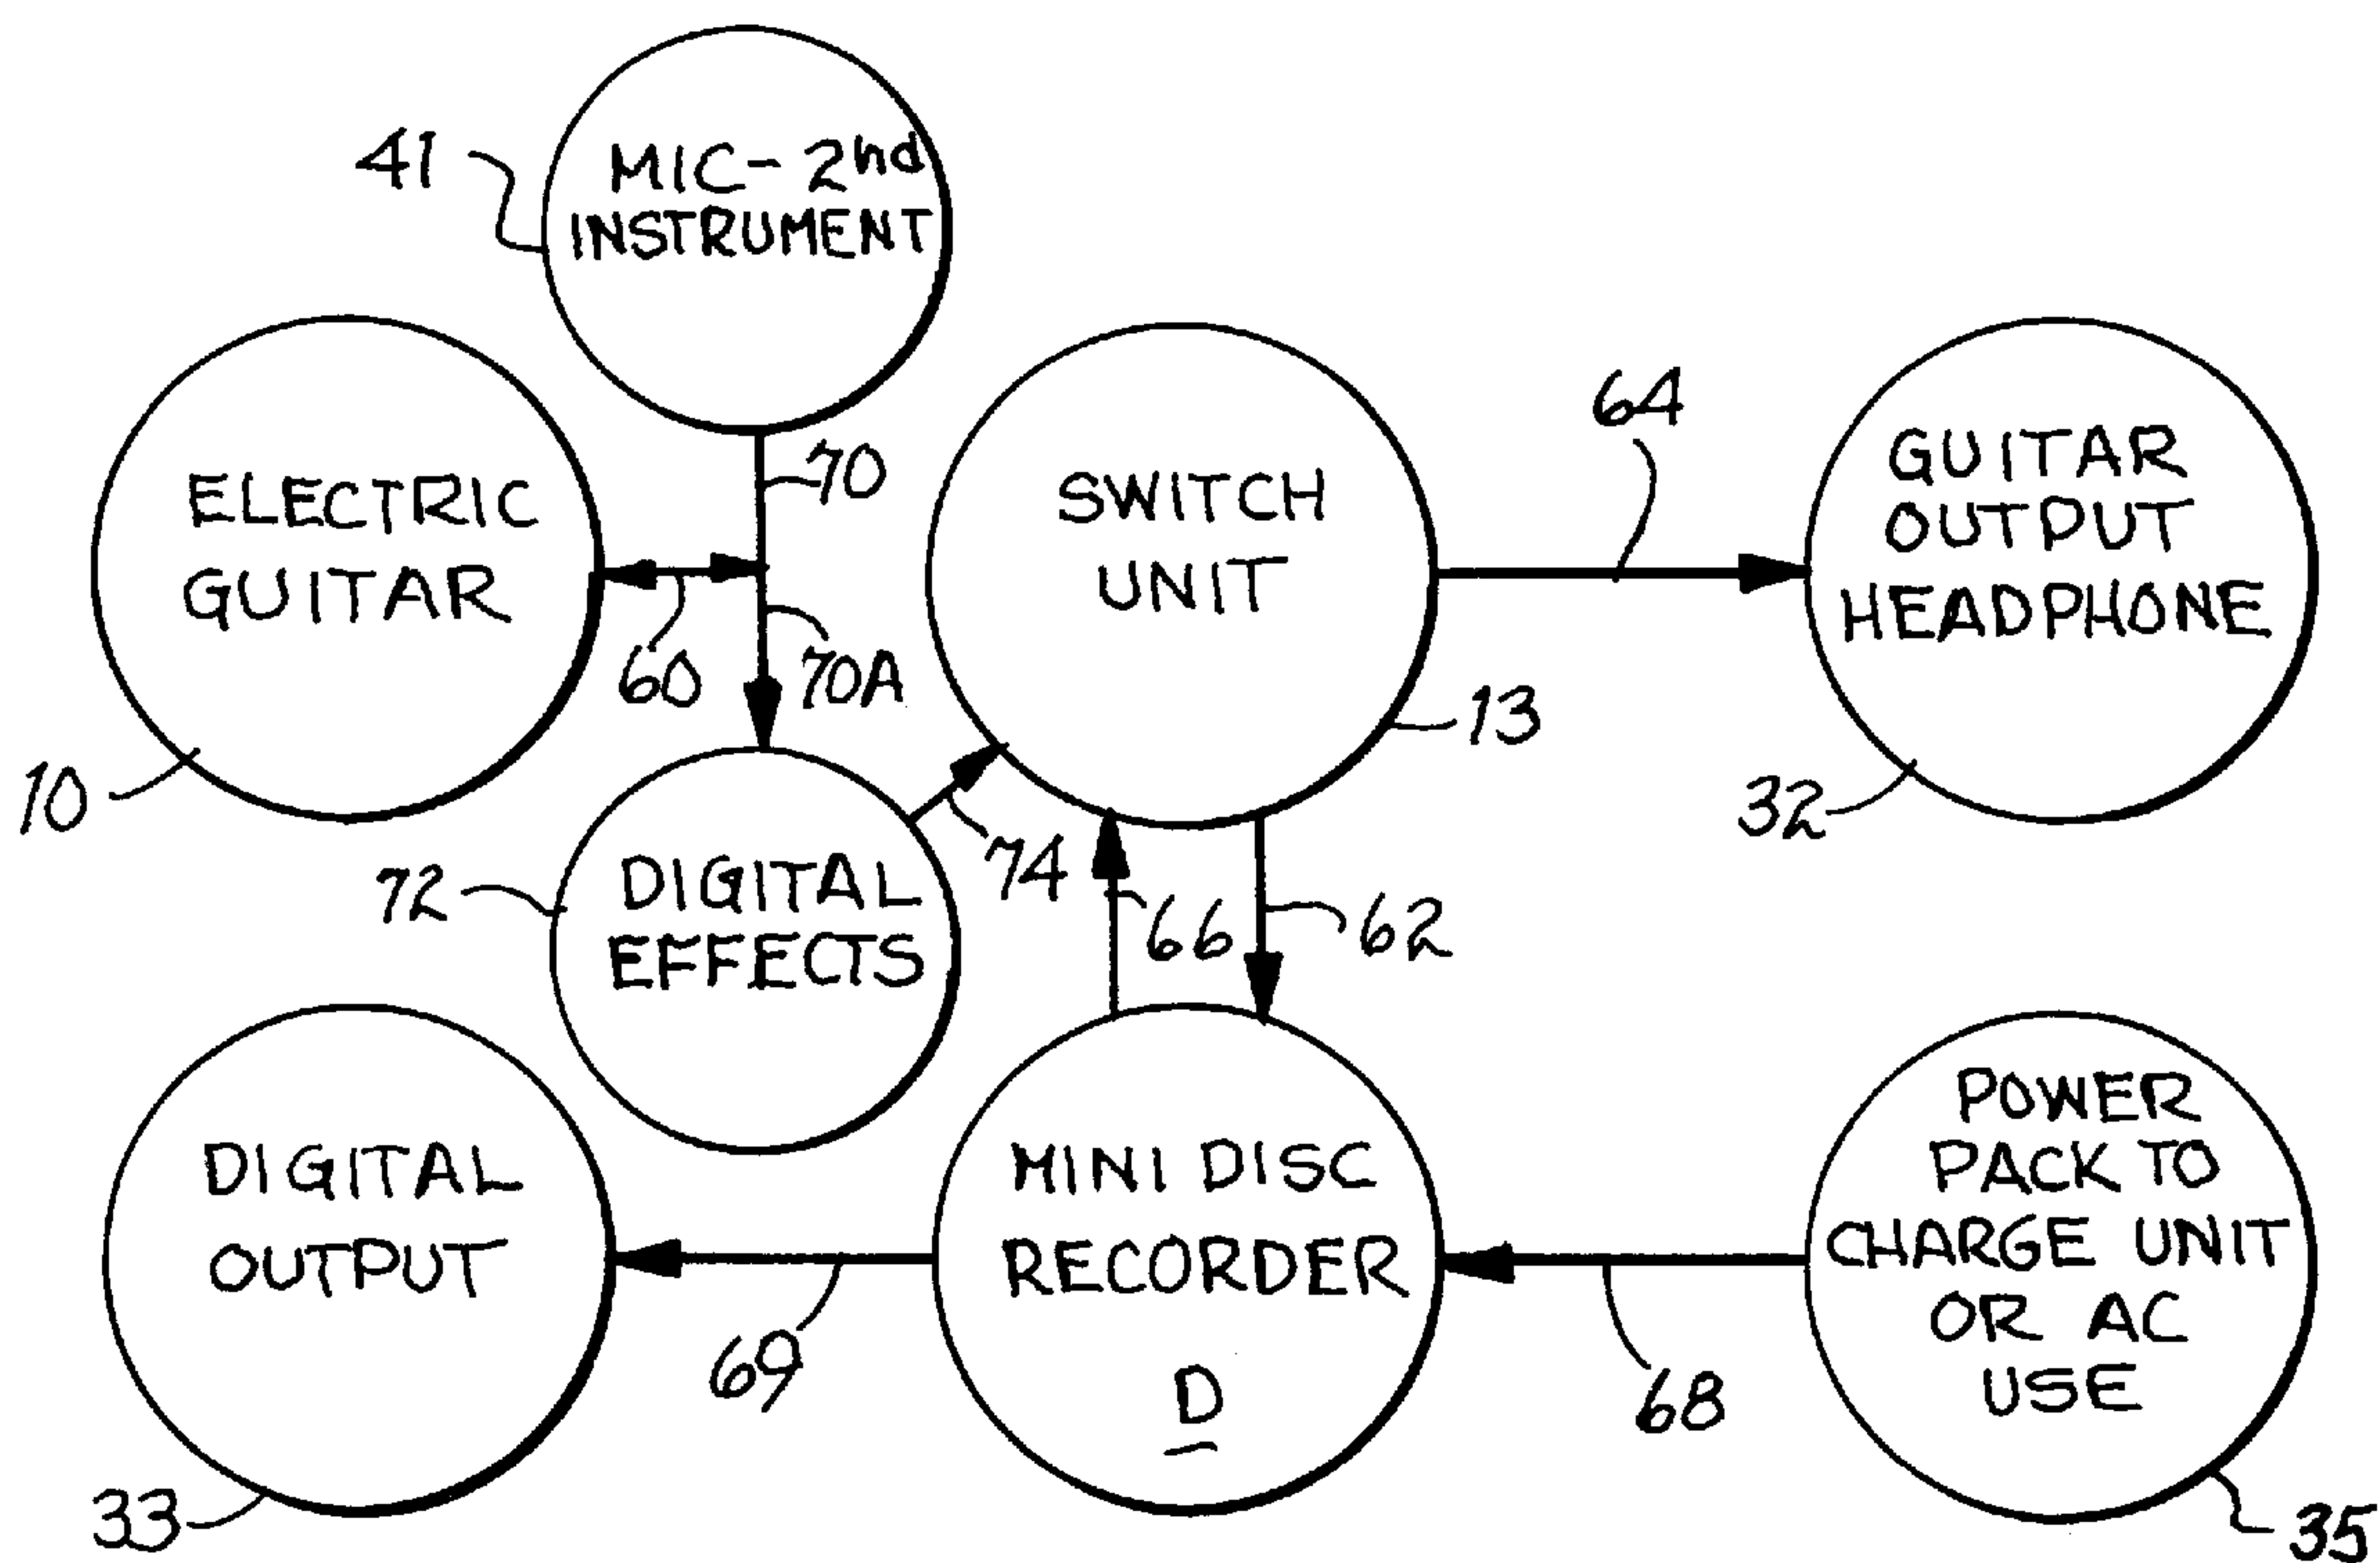 MIC- 2nd
INSTRUMENT
41
70
ELECTRIC
GUITAR
10
60
70A
SWITCH
UNIT
13
64
GUITAR
OUTPUT
HEADPHONE
32
72
DIGITAL
EFFECTS
74
66
62
DIGITAL
OUTPUT
33
69
MINI DISC
RECORDER
D
68
POWER
PACK TO
CHARGE UNIT
OR AC
USE
35